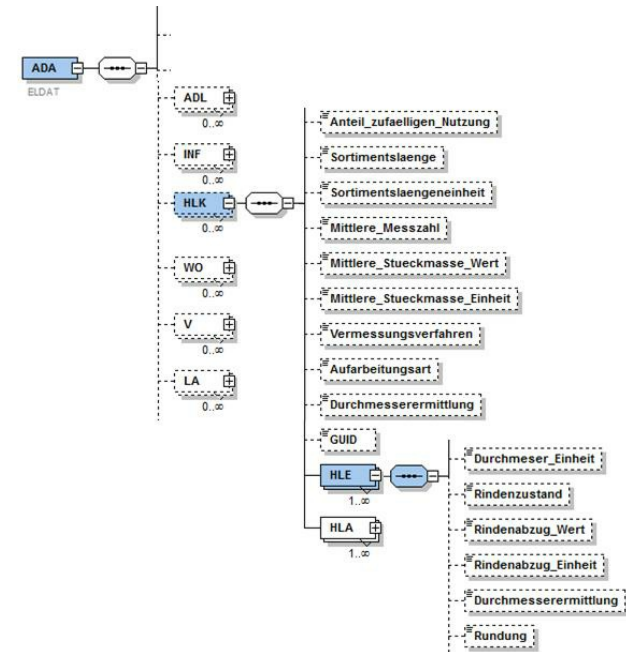 ADA
ELDAT
ADL
0..∞
INF
0..∞
HLK
0..∞
WO
0..∞
V
0..∞
LA
0..∞
Anteil_zufaelligen_Nutzung
Sortimentslaenge
Sortimentslaengeneinheit
Mittlere_Messzahl
Mittlere_Stueckmasse_Wert
Mittlere_Stueckmasse_Einheit
Vermessungsverfahren
Aufarbeitungsart
Durchmesserermittlung
GUID
HLE
1..∞
HLA
1..∞
Durchmeser_Einheit
Rindenzustand
Rindenabzug_Wert
Rindenabzug_Einheit
Durchmesserermittlung
Rundung